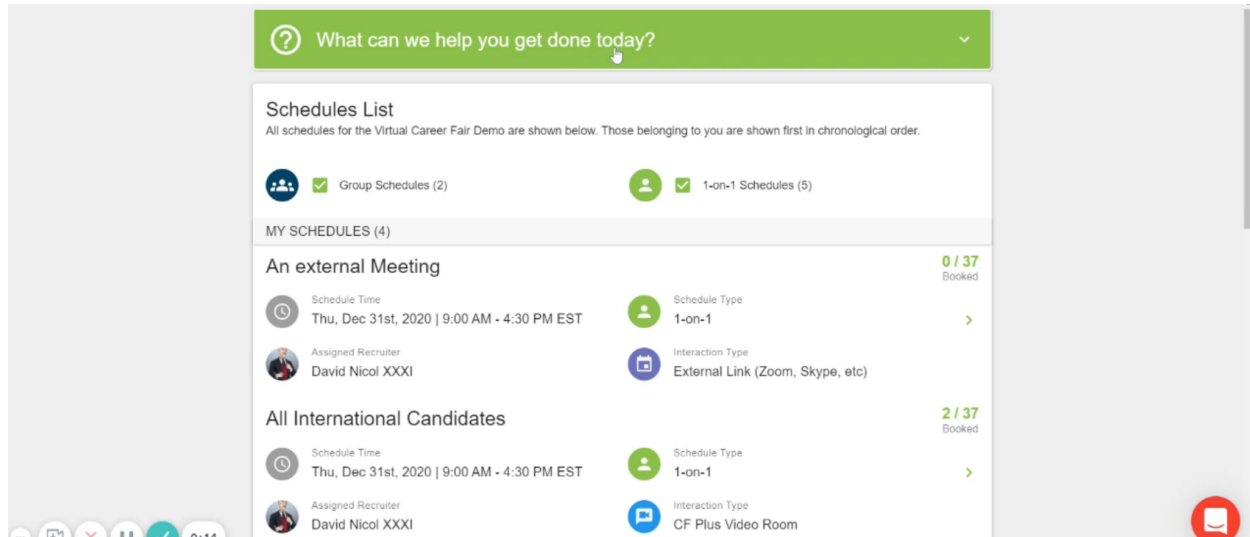 What can we help you get done today?
Schedules List
All schedules for the Virtual Career Fair Demo are shown below. Those belonging to you are shown first in chronological order.
Group Schedules (2)
1-on-1 Schedules (5)
MY SCHEDULES (4)
An external Meeting
0 / 37
Booked
Schedule Time
Thu, Dec 31st, 2020 | 9:00 AM - 4:30 PM EST
Schedule Type
1-on-1
Assigned Recruiter
David Nicol XXXI
Interaction Type
External Link (Zoom, Skype, etc)
All International Candidates
2 / 37
Booked
Schedule Time
Thu, Dec 31st, 2020 | 9:00 AM - 4:30 PM EST
Schedule Type
1-on-1
Assigned Recruiter
David Nicol XXXI
Interaction Type
CF Plus Video Room